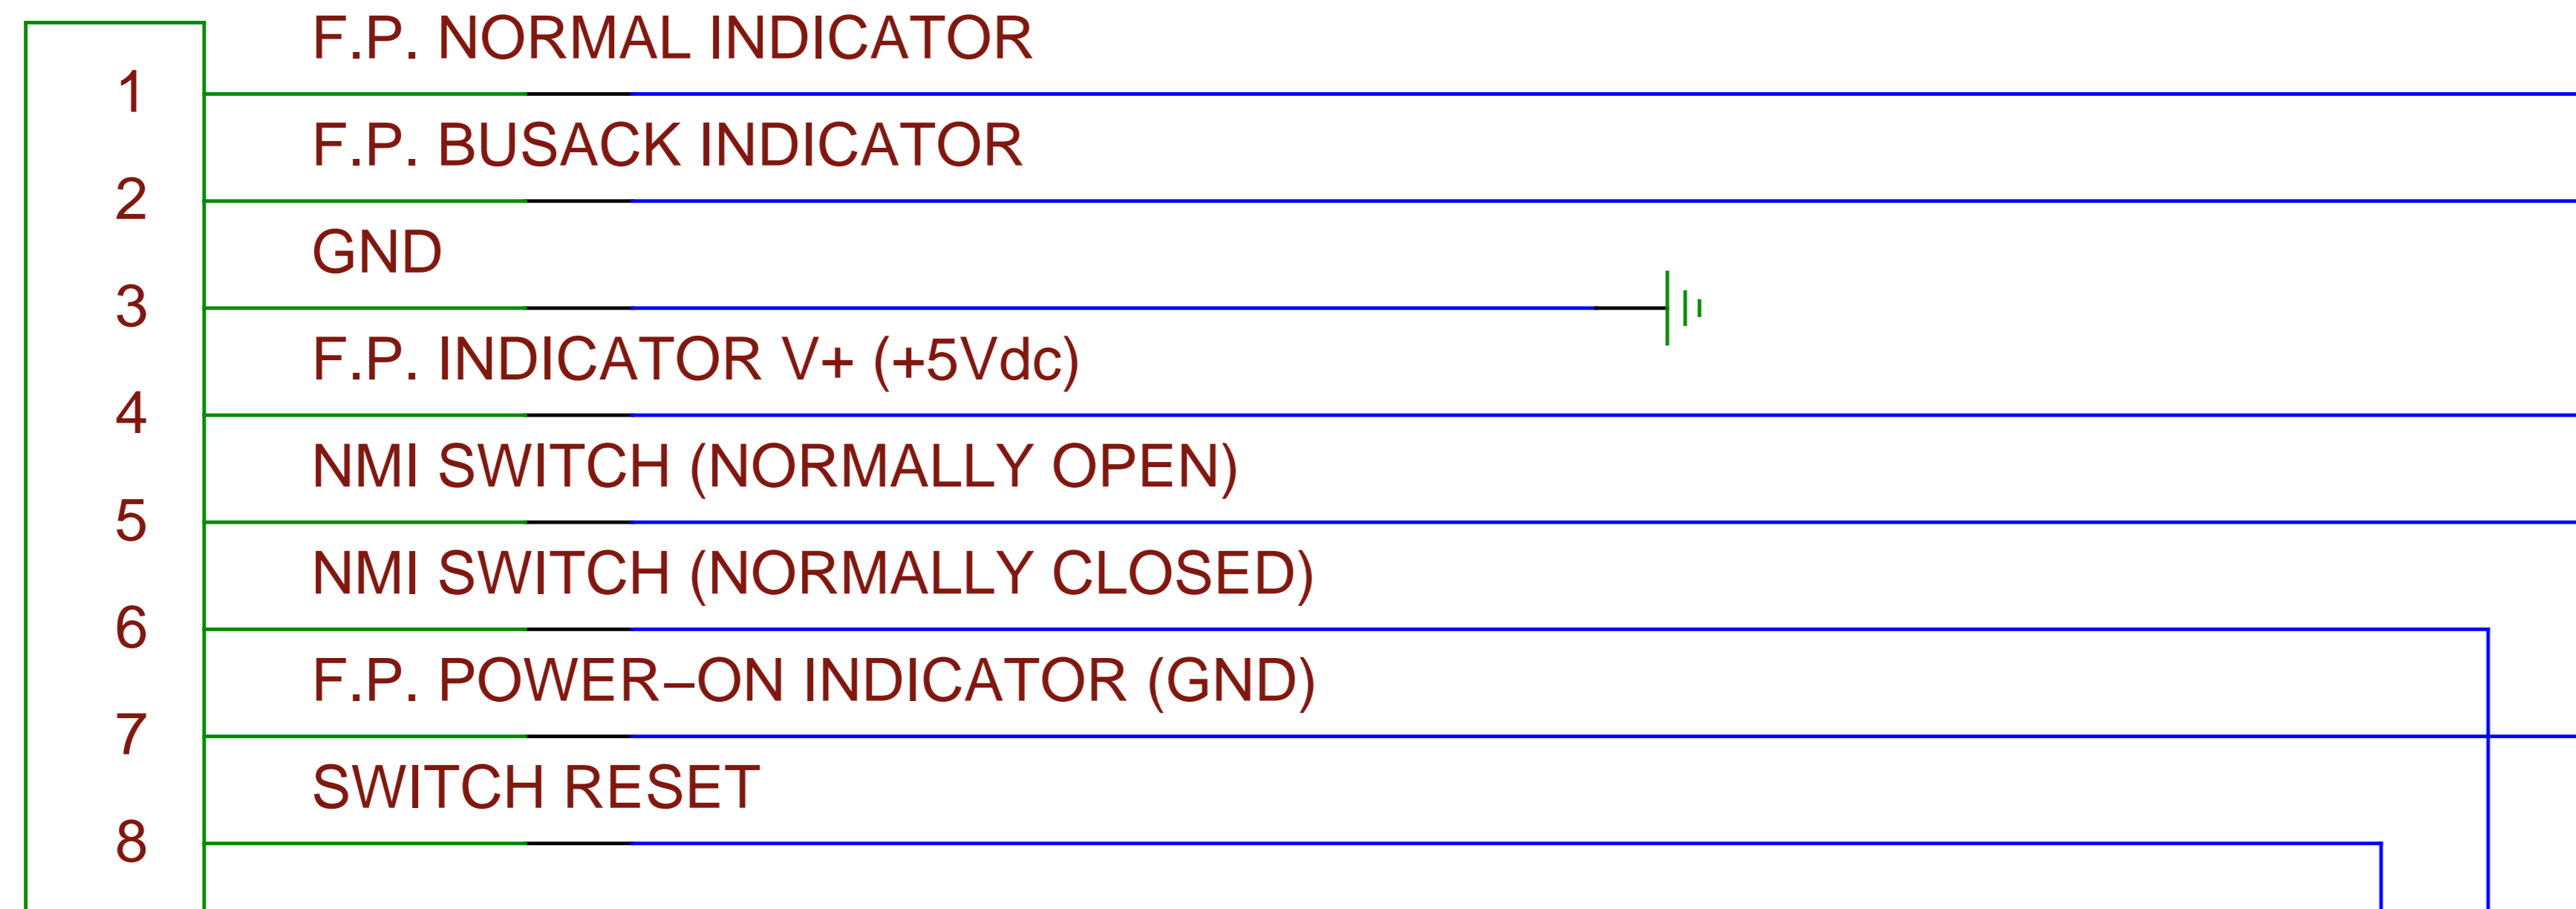 F.P. NORMAL INDICATOR
1
F.P. BUSACK INDICATOR
2
GND
3
F.P. INDICATOR V+ (+5Vdc)
4
NMI SWITCH (NORMALLY OPEN)
5
NMI SWITCH (NORMALLY CLOSED)
6
F.P. POWER–ON INDICATOR (GND)
7
SWITCH RESET
8